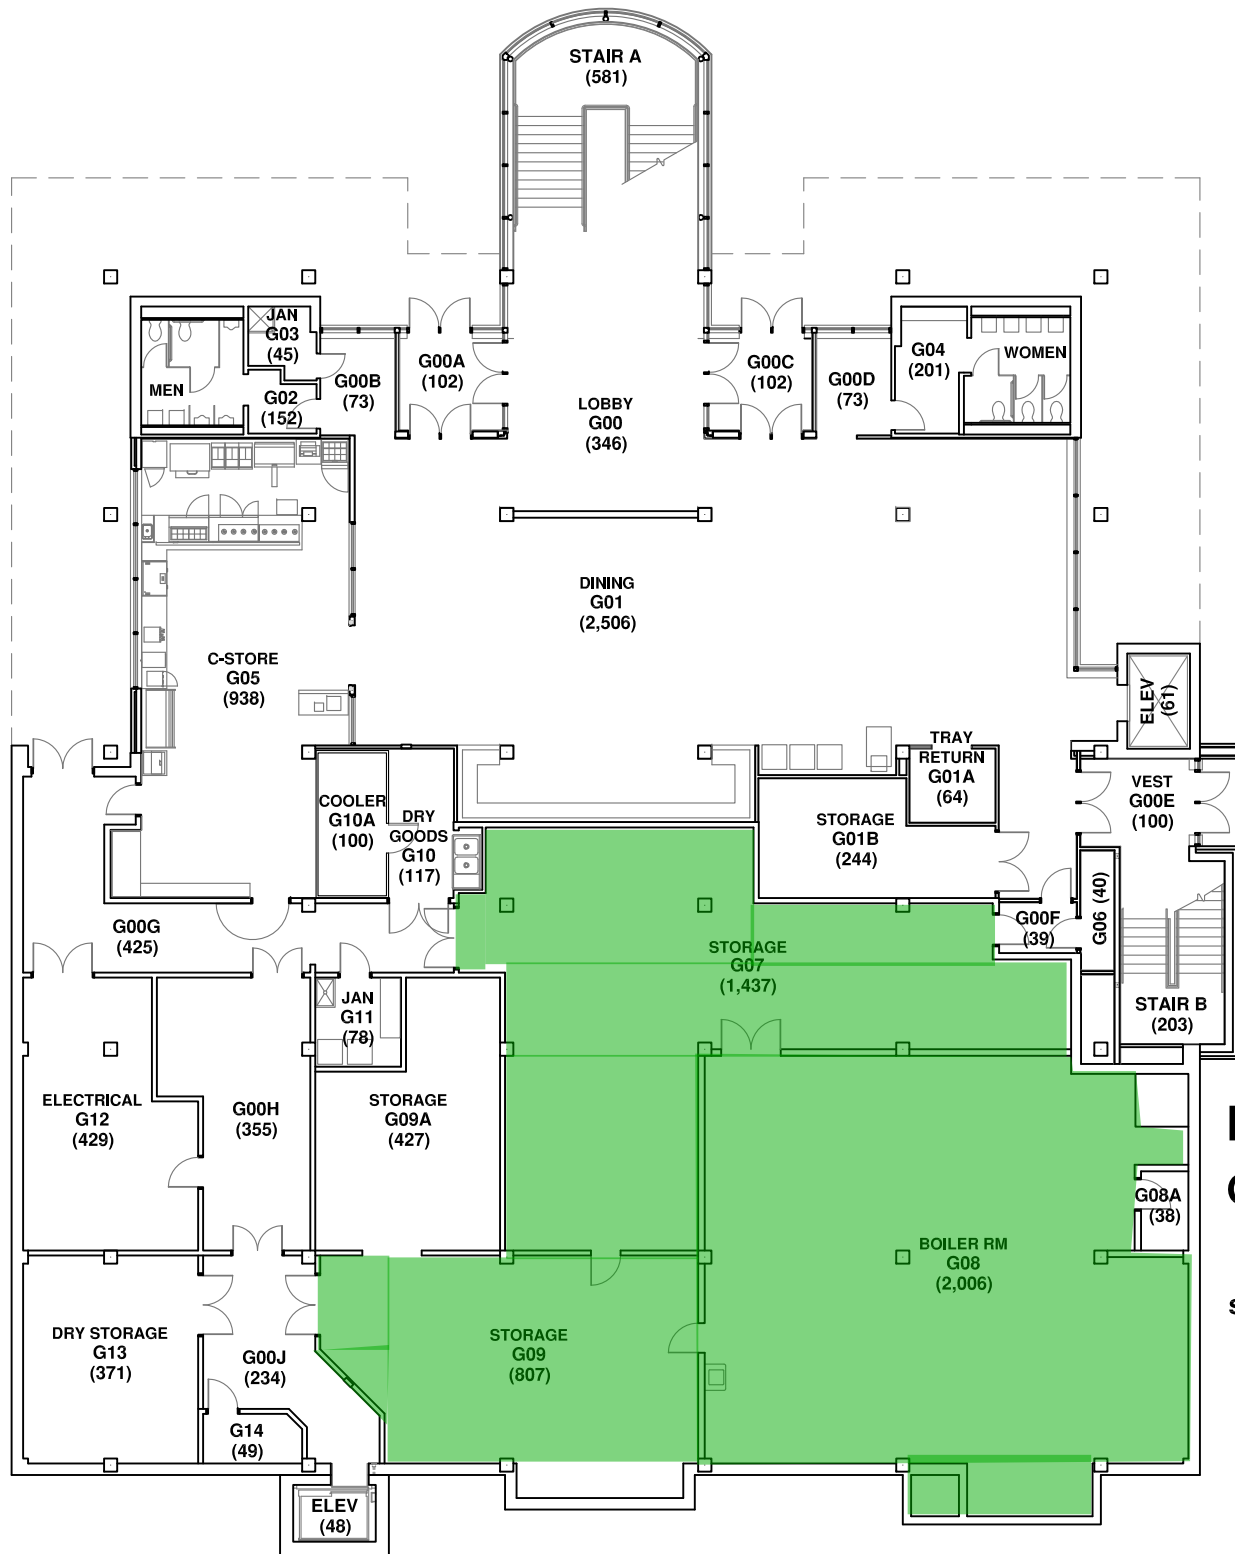 STAIR A
(581)
JAN
G03
(45)
MEN
G02
(152)
G00B
(73)
G00A
(102)
LOBBY
G00
(346)
G00C
(102)
G00D
(73)
G04
(201)
WOMEN
DINING
G01
(2,506)
C-STORE
G05
(938)
ELEV
(61)
TRAY
RETURN
G01A
(64)
VEST
G00E
(100)
COOLER
G10A
(100)
DRY
GOODS
G10
(117)
STORAGE
G01B
(244)
G00G
(425)
G00F
(39)
G06 (40)
STORAGE
G07
(1,437)
JAN
G11
(78)
STAIR B
(203)
ELECTRICAL
G12
(429)
G00H
(355)
STORAGE
G09A
(427)
G08A
(38)
BOILER RM
G08
(2,006)
DRY STORAGE
G13
(371)
G00J
(234)
STORAGE
G09
(807)
G14
(49)
ELEV
(48)